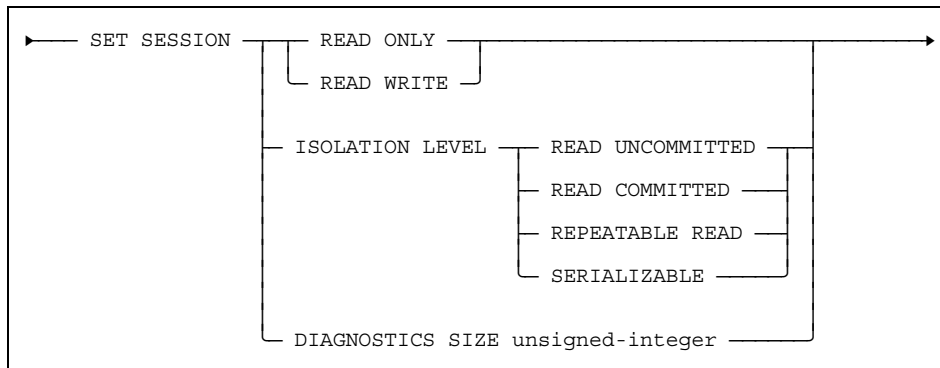 SET SESSION READ ONLY
READ WRITE
ISOLATION LEVEL READ UNCOMMITTED
READ COMMITTED
REPEATABLE READ
SERIALIZABLE
DIAGNOSTICS SIZE unsigned-integer